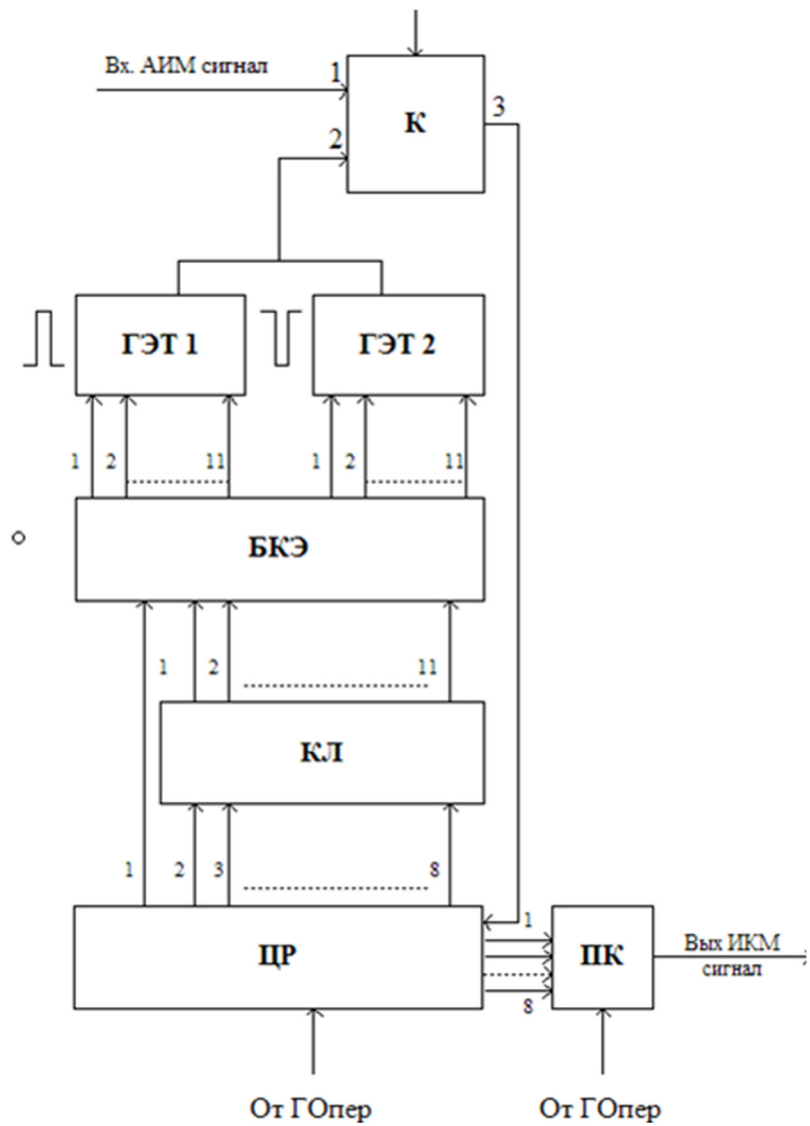 Вх. АИМ сигнал
1
2
К
3
ГЭТ 1
ГЭТ 2
1
2
11
1
2
11
БКЭ
1
2
11
КЛ
1
2
3
8
ЦР
1
8
ПК
Вых ИКМ
сигнал
От ГОпер
От ГОпер